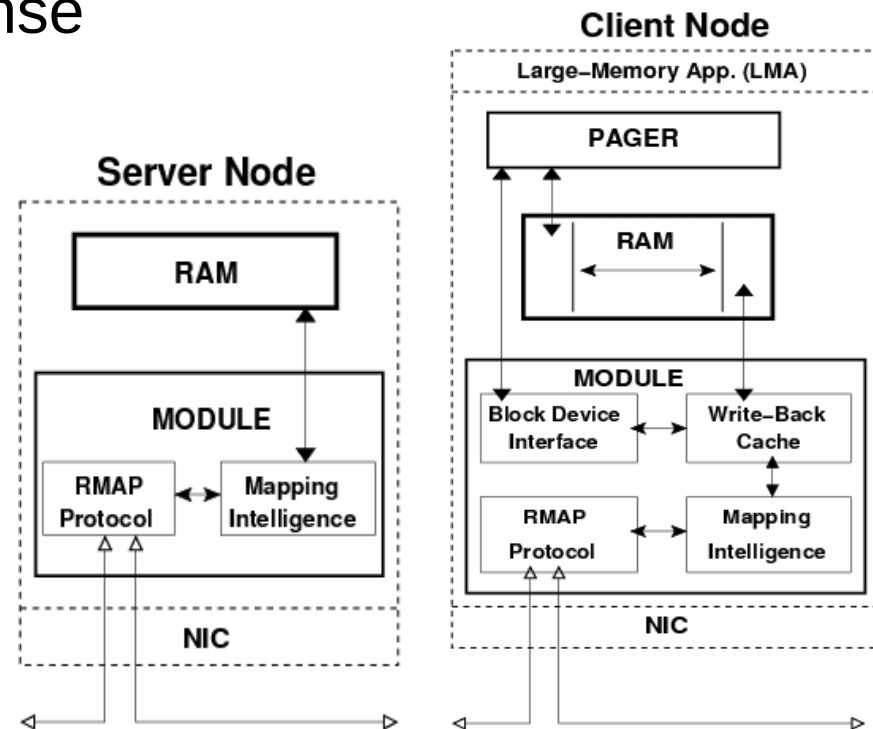 nse
Server Node
RAM
MODULE
RMAP
Protocol
Mapping
Intelligence
NIC
Client Node
Large–Memory App. (LMA)
PAGER
RAM
MODULE
Block Device
Interface
Write–Back
Cache
RMAP
Protocol
Mapping
Intelligence
NIC